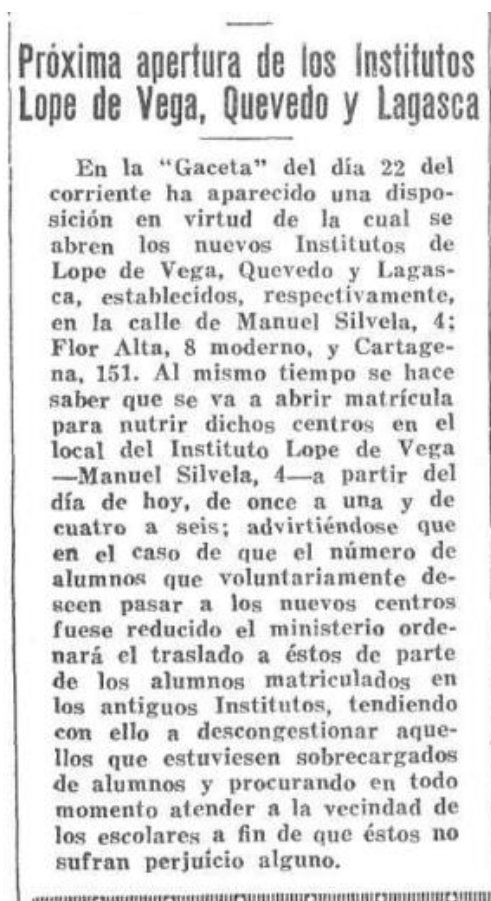 Próxima apertura de los Institutos
Lope de Vega, Quevedo y Lagasca
En la "Gaceta" del día 22 del
corriente ha aparecido una dispo-
sición en virtud de la cual se
abren los nuevos Institutos de
Lope de Vega, Quevedo y Lagas-
ca, establecidos, respectivamente,
en la calle de Manuel Silvela, 4;
Flor Alta, 8 moderno, y Cartage-
na, 151. Al mismo tiempo se hace
saber que se va a abrir matrícula
para nutrir dichos centros en el
local del Instituto Lope de Vega
—Manuel Silvela, 4—a partir del
día de hoy, de once a una y de
cuatro a seis; advirtiéndose que
en el caso de que el número de
alumnos que voluntariamente de-
seen pasar a los nuevos centros
fuese reducido el ministerio orde-
nará el traslado a éstos de parte
de los alumnos matriculados en
los antiguos Institutos, tendiendo
con ello a descongestionar aque-
llos que estuviesen sobrecargados
de alumnos y procurando en todo
momento atender a la vecindad de
los escolares a fin de que éstos no
sufran perjuicio alguno.